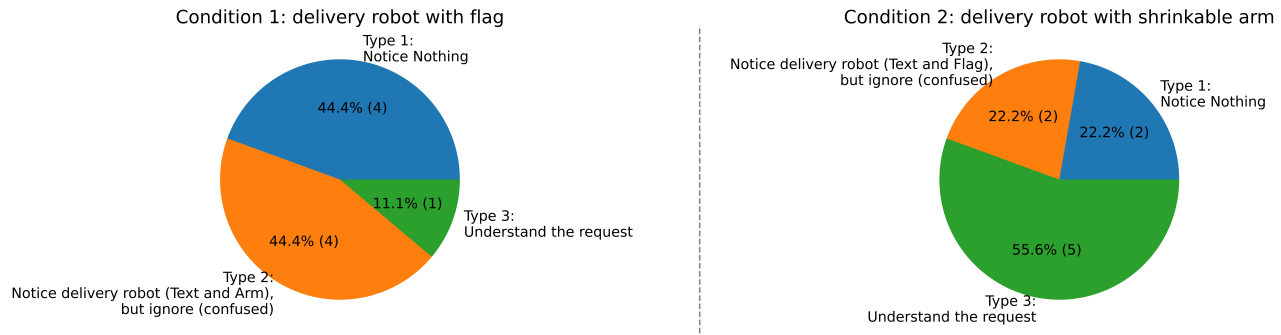 Condition 1: delivery robot with flag
Type 1:
Notice Nothing
44.4% (4)
11.1% (1)
Type 3:
Understand the request
44.4% (4)
Type 2:
Notice delivery robot (Text and Arm),
but ignore (confused)
Condition 2: delivery robot with shrinkable arm
Type 2:
Notice delivery robot (Text and Flag),
but ignore (confused)
Type 1:
Notice Nothing
22.2% (2)
22.2% (2)
55.6% (5)
Type 3:
Understand the request